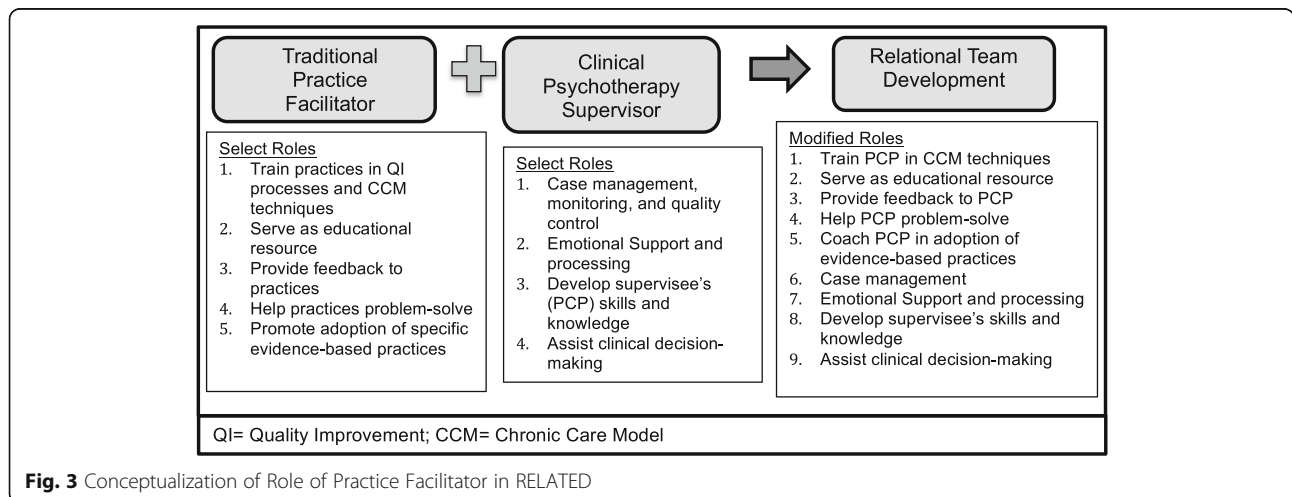 Traditional
Practice
Facilitator
Clinical
Psychotherapy
Supervisor
Relational Team
Development
Select Roles
1. Train practices in QI
processes and CCM
techniques
2. Serve as educational
resource
3. Provide feedback to
practices
4. Help practices problem-solve
5. Promote adoption of specific
evidence-based practices
Select Roles
1. Case management,
monitoring, and quality
control
2. Emotional Support and
processing
3. Develop supervisee's
(PCP) skills and
knowledge
4. Assist clinical decision-
making
Modified Roles
1. Train PCP in CCM techniques
2. Serve as educational resource
3. Provide feedback to PCP
4. Help PCP problem-solve
5. Coach PCP in adoption of
evidence-based practices
6. Case management
7. Emotional Support and processing
8. Develop supervisee's skills and
knowledge
9. Assist clinical decision-making
QI= Quality Improvement; CCM= Chronic Care Model
Fig. 3 Conceptualization of Role of Practice Facilitator in RELATED